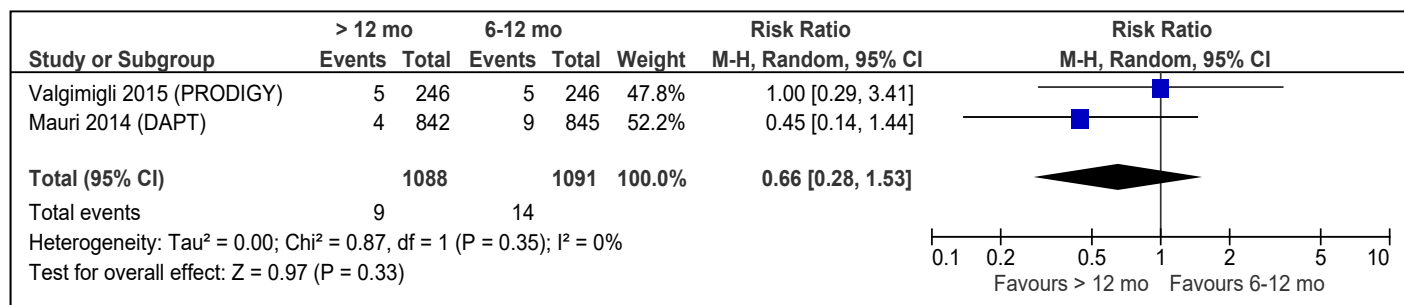 > 12 mo 6-12 mo Risk Ratio Risk Ratio
Study or Subgroup Events Total Events Total Weight M-H, Random, 95% CI M-H, Random, 95% CI
Valgimigli 2015 (PRODIGY) 5 246 5 246 47.8% 1.00 [0.29, 3.41]
Mauri 2014 (DAPT) 4 842 9 845 52.2% 0.45 [0.14, 1.44]
Total (95% CI) 1088 1091 100.0% 0.66 [0.28, 1.53]
Total events 9 14
Heterogeneity: Tau² = 0.00; Chi² = 0.87, df = 1 (P = 0.35); I² = 0%
Test for overall effect: Z = 0.97 (P = 0.33)
0.1 0.2 0.5 1 2 5 10
Favours > 12 mo Favours 6-12 mo